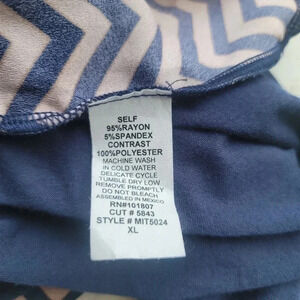 SELF
95%RAYON
5%SPANDEX
CONTRAST
100%POLYESTER
MACHINE WASH
IN COLD WATER
DELICATE CYCLE
TUMBLE DRY LOW
REMOVE PROMPTLY
DO NOT BLEACH
ASSEMBLED IN MEXICO
RN#101807
CUT # 5843
STYLE # MIT5024
XL